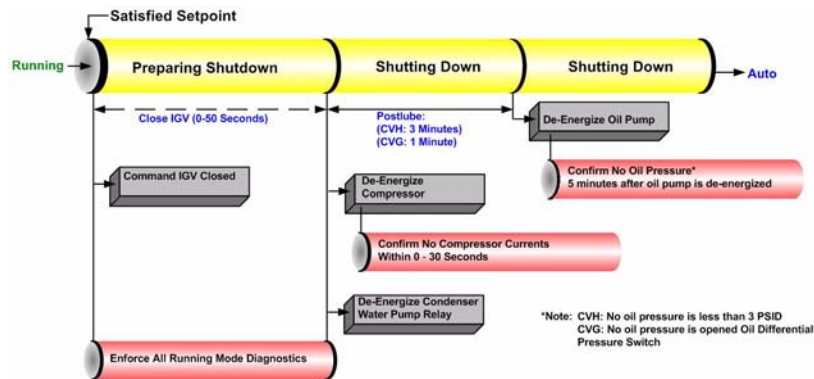 Satisfied Setpoint
Running
Preparing Shutdown
Shutting Down
Shutting Down
Auto
Close IGV (0-50 Seconds)
Postlube:
(CVH: 3 Minutes)
(CVG: 1 Minute)
De-Energize Oil Pump
Confirm No Oil Pressure*
5 minutes after oil pump is de-energized
Command IGV Closed
De-Energize
Compressor
Confirm No Compressor Currents
Within 0 - 30 Seconds
De-Energize Condenser
Water Pump Relay
*Note: CVH: No oil pressure is less than 3 PSID
CVG: No oil pressure is opened Oil Differential
Pressure Switch
Enforce All Running Mode Diagnostics